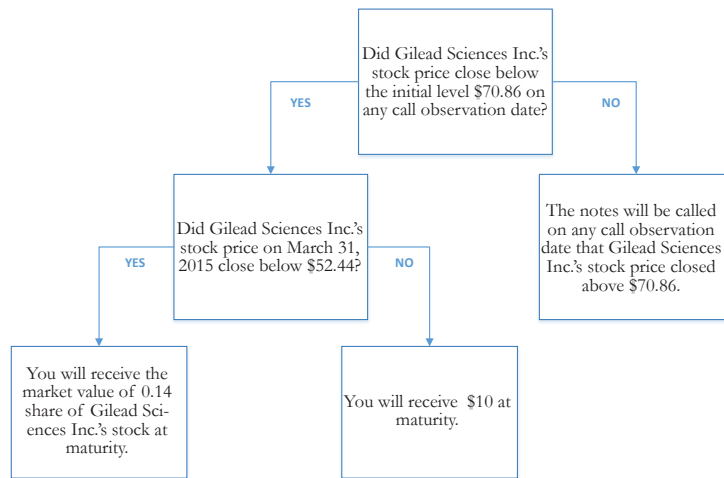 Did Gilead Sciences Inc.'s
stock price close below
the initial level $70.86 on
any call observation date?
YES
NO
Did Gilead Sciences Inc.'s
stock price on March 31,
2015 close below $52.44?
The notes will be called
on any call observation
date that Gilead Sciences
Inc.'s stock price closed
above $70.86.
YES
NO
You will receive the
market value of 0.14
share of Gilead Sci-
ences Inc.'s stock at
maturity.
You will receive $10 at
maturity.